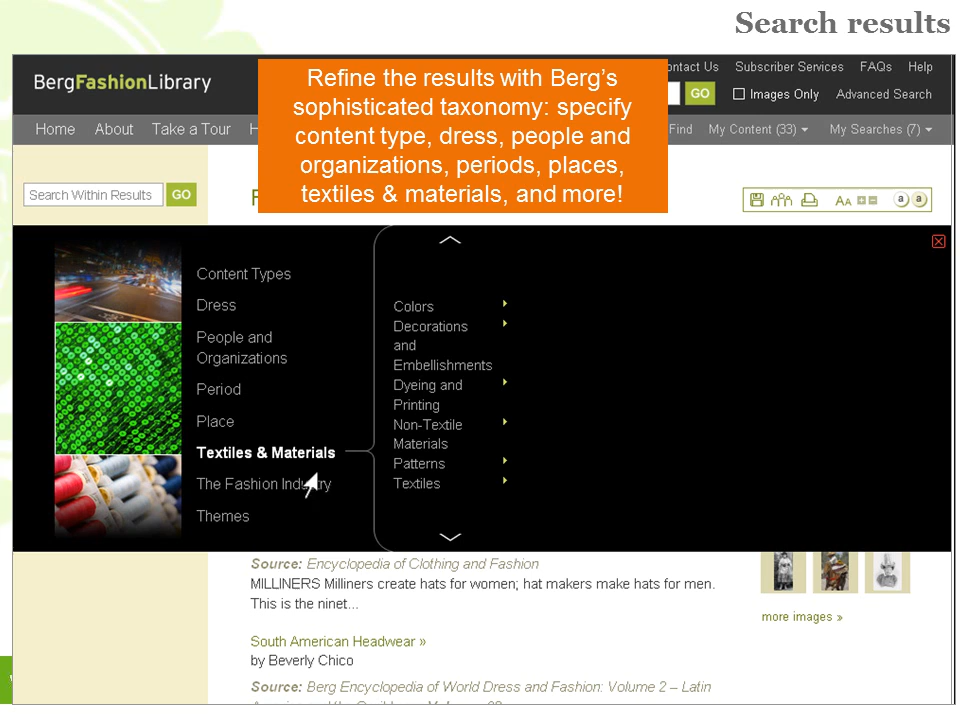 Search results
BergFashionLibrary
Refine the results with Berg's
sophisticated taxonomy: specify
content type, dress, people and
organizations, periods, places,
textiles & materials, and more!
Contact Us Subscriber Services FAQs Help
GO Images Only Advanced Search
Home About Take a Tour H
Find My Content (33) My Searches (7)
Search Within Results GO
F
AA
a a
Content Types
Dress
People and
Organizations
Period
Place
Textiles & Materials
The Fashion Industry
Themes
Colors
Decorations
and
Embellishments
Dyeing and
Printing
Non-Textile
Materials
Patterns
Textiles
Source: Encyclopedia of Clothing and Fashion
MILLINERS Milliners create hats for women; hat makers make hats for men.
This is the ninet...
more images »
South American Headwear »
by Beverly Chico
Source: Berg Encyclopedia of World Dress and Fashion: Volume 2 – Latin